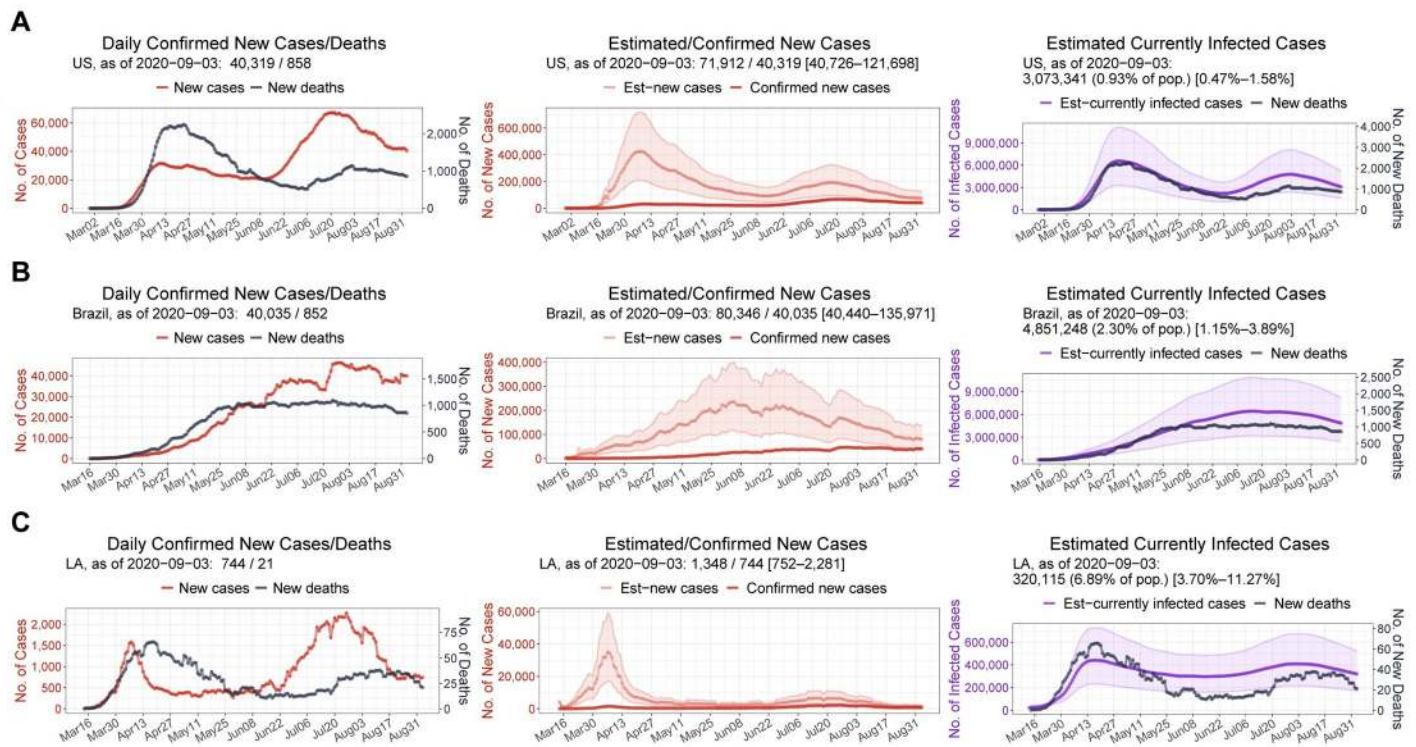 A
Daily Confirmed New Cases/Deaths
US, as of 2020-09-03: 40,319 / 858
New cases New deaths
No. of Cases
60,000
40,000
20,000
0
2,000
1,000
0
No. of Deaths
Mar02 Mar16 Mar30 Apr13 Apr27 May11 May25 Jun08 Jun22 Jul06 Jul20 Aug03 Aug17 Aug31
Estimated/Confirmed New Cases
US, as of 2020-09-03: 71,912 / 40,319 [40,726–121,698]
Est-new cases Confirmed new cases
No. of New Cases
600,000
400,000
200,000
0
Mar02 Mar16 Mar30 Apr13 Apr27 May11 May25 Jun08 Jun22 Jul06 Jul20 Aug03 Aug17 Aug31
Estimated Currently Infected Cases
US, as of 2020-09-03:
3,073,341 (0.93% of pop.) [0.47%–1.58%]
Est-currently infected cases New deaths
No. of Infected Cases
9,000,000
6,000,000
3,000,000
0
4,000
3,000
2,000
1,000
0
No. of New Deaths
Mar02 Mar16 Mar30 Apr13 Apr27 May11 May25 Jun08 Jun22 Jul06 Jul20 Aug03 Aug17 Aug31
B
Daily Confirmed New Cases/Deaths
Brazil, as of 2020-09-03: 40,035 / 852
New cases New deaths
No. of Cases
40,000
30,000
20,000
10,000
0
1,500
1,000
500
0
No. of Deaths
Mar16 Mar30 Apr13 Apr27 May11 May25 Jun08 Jun22 Jul06 Jul20 Aug03 Aug17 Aug31
Estimated/Confirmed New Cases
Brazil, as of 2020-09-03: 80,346 / 40,035 [40,440–135,971]
Est-new cases Confirmed new cases
No. of New Cases
400,000
300,000
200,000
100,000
0
Mar16 Mar30 Apr13 Apr27 May11 May25 Jun08 Jun22 Jul06 Jul20 Aug03 Aug17 Aug31
Estimated Currently Infected Cases
Brazil, as of 2020-09-03:
4,851,248 (2.30% of pop.) [1.15%–3.89%]
Est-currently infected cases New deaths
No. of Infected Cases
9,000,000
6,000,000
3,000,000
0
2,500
2,000
1,500
1,000
500
0
No. of New Deaths
Mar16 Mar30 Apr13 Apr27 May11 May25 Jun08 Jun22 Jul06 Jul20 Aug03 Aug17 Aug31
C
Daily Confirmed New Cases/Deaths
LA, as of 2020-09-03: 744 / 21
New cases New deaths
No. of Cases
2,000
1,500
1,000
500
0
75
50
25
0
No. of Deaths
Mar16 Mar30 Apr13 Apr27 May11 May25 Jun08 Jun22 Jul06 Jul20 Aug03 Aug17 Aug31
Estimated/Confirmed New Cases
LA, as of 2020-09-03: 1,348 / 744 [752–2,281]
Est-new cases Confirmed new cases
No. of New Cases
60,000
40,000
20,000
0
Mar16 Mar30 Apr13 Apr27 May11 May25 Jun08 Jun22 Jul06 Jul20 Aug03 Aug17 Aug31
Estimated Currently Infected Cases
LA, as of 2020-09-03:
320,115 (6.89% of pop.) [3.70%–11.27%]
Est-currently infected cases New deaths
No. of Infected Cases
600,000
400,000
200,000
0
80
60
40
20
0
No. of New Deaths
Mar16 Mar30 Apr13 Apr27 May11 May25 Jun08 Jun22 Jul06 Jul20 Aug03 Aug17 Aug31